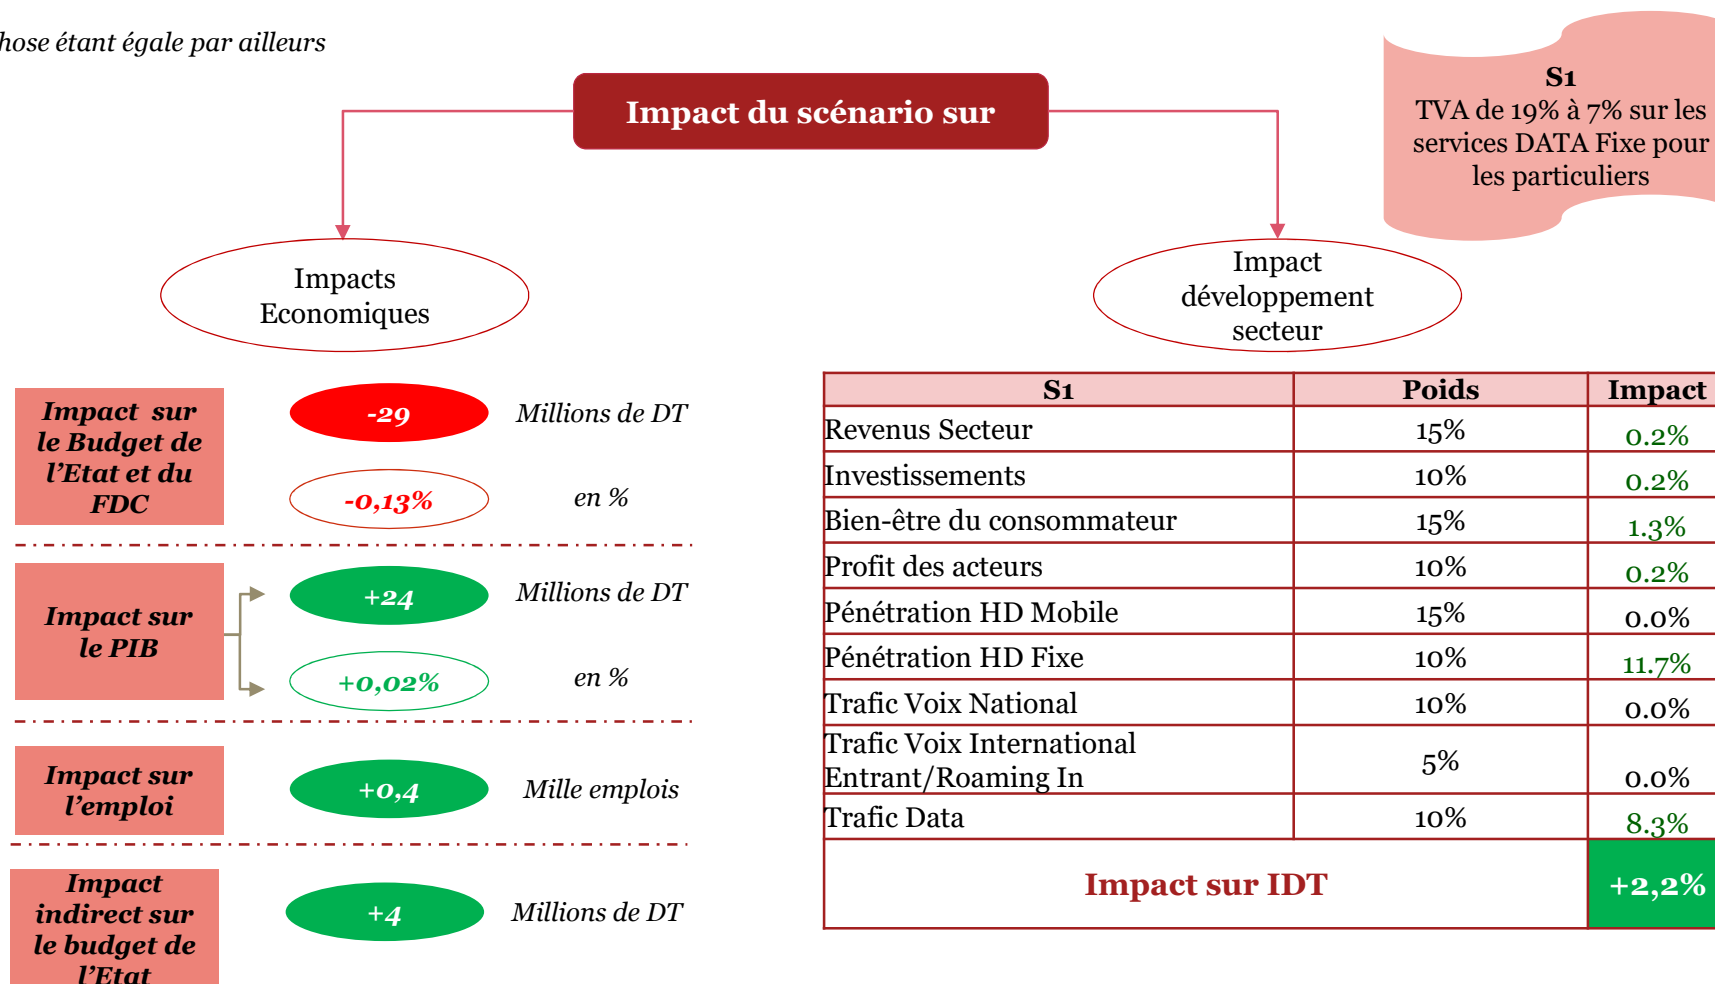 hose étant égale par ailleurs
S1
TVA de 19% à 7% sur les
services DATA Fixe pour
les particuliers
Impact du scénario sur
Impacts
Economiques
Impact
développement
secteur
Impact sur
le Budget de
l’Etat et du
FDC
-29
Millions de DT
-0,13%
en %
Impact sur
le PIB
+24
Millions de DT
+0,02%
en %
Impact sur
l’emploi
+0,4
Mille emplois
Impact
indirect sur
le budget de
l’Etat
+4
Millions de DT
S1 Poids Impact
Revenus Secteur 15% 0.2%
Investissements 10% 0.2%
Bien-être du consommateur 15% 1.3%
Profit des acteurs 10% 0.2%
Pénétration HD Mobile 15% 0.0%
Pénétration HD Fixe 10% 11.7%
Trafic Voix National 10% 0.0%
Trafic Voix International
Entrant/Roaming In 5% 0.0%
Trafic Data 10% 8.3%
Impact sur IDT +2,2%